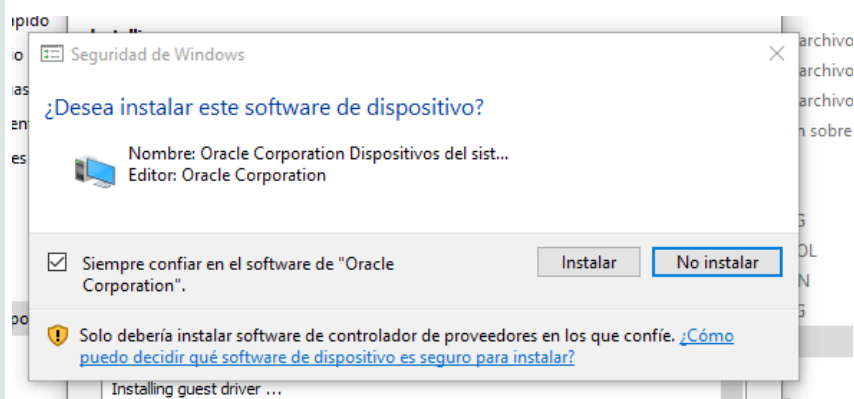 Seguridad de Windows
archivo
archivo
¿Desea instalar este software de dispositivo?
archivo
sobre
Nombre: Oracle Corporation Dispositivos del sist...
Editor: Oracle Corporation
Siempre confiar en el software de "Oracle
Corporation".
Instalar
No instalar
Solo debería instalar software de controlador de proveedores en los que confíe. ¿Cómo
puedo decidir qué software de dispositivo es seguro para instalar?
Installing guest driver ...